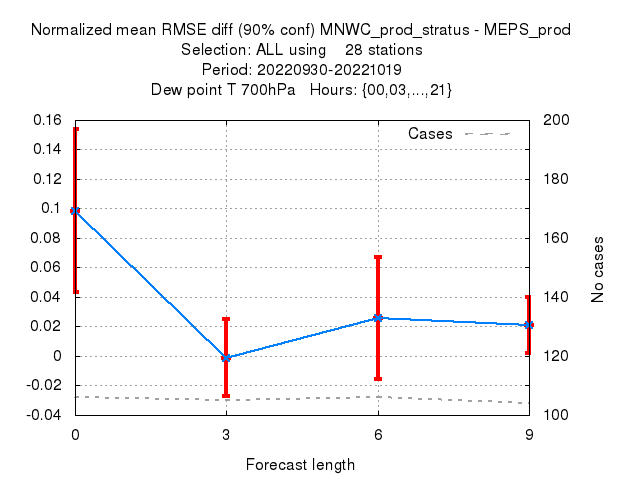 Normalized mean RMSE diff (90% conf) MNWC_prod_stratus - MEPS_prod
Selection: ALL using    28 stations
Period: 20220930-20221019
Dew point T 700hPa   Hours: {00,03,...,21}
Cases
0.16
0.14
0.12
0.1
0.08
0.06
0.04
0.02
0
-0.02
-0.04
200
180
160
140
120
100
No cases
0 3 6 9
Forecast length